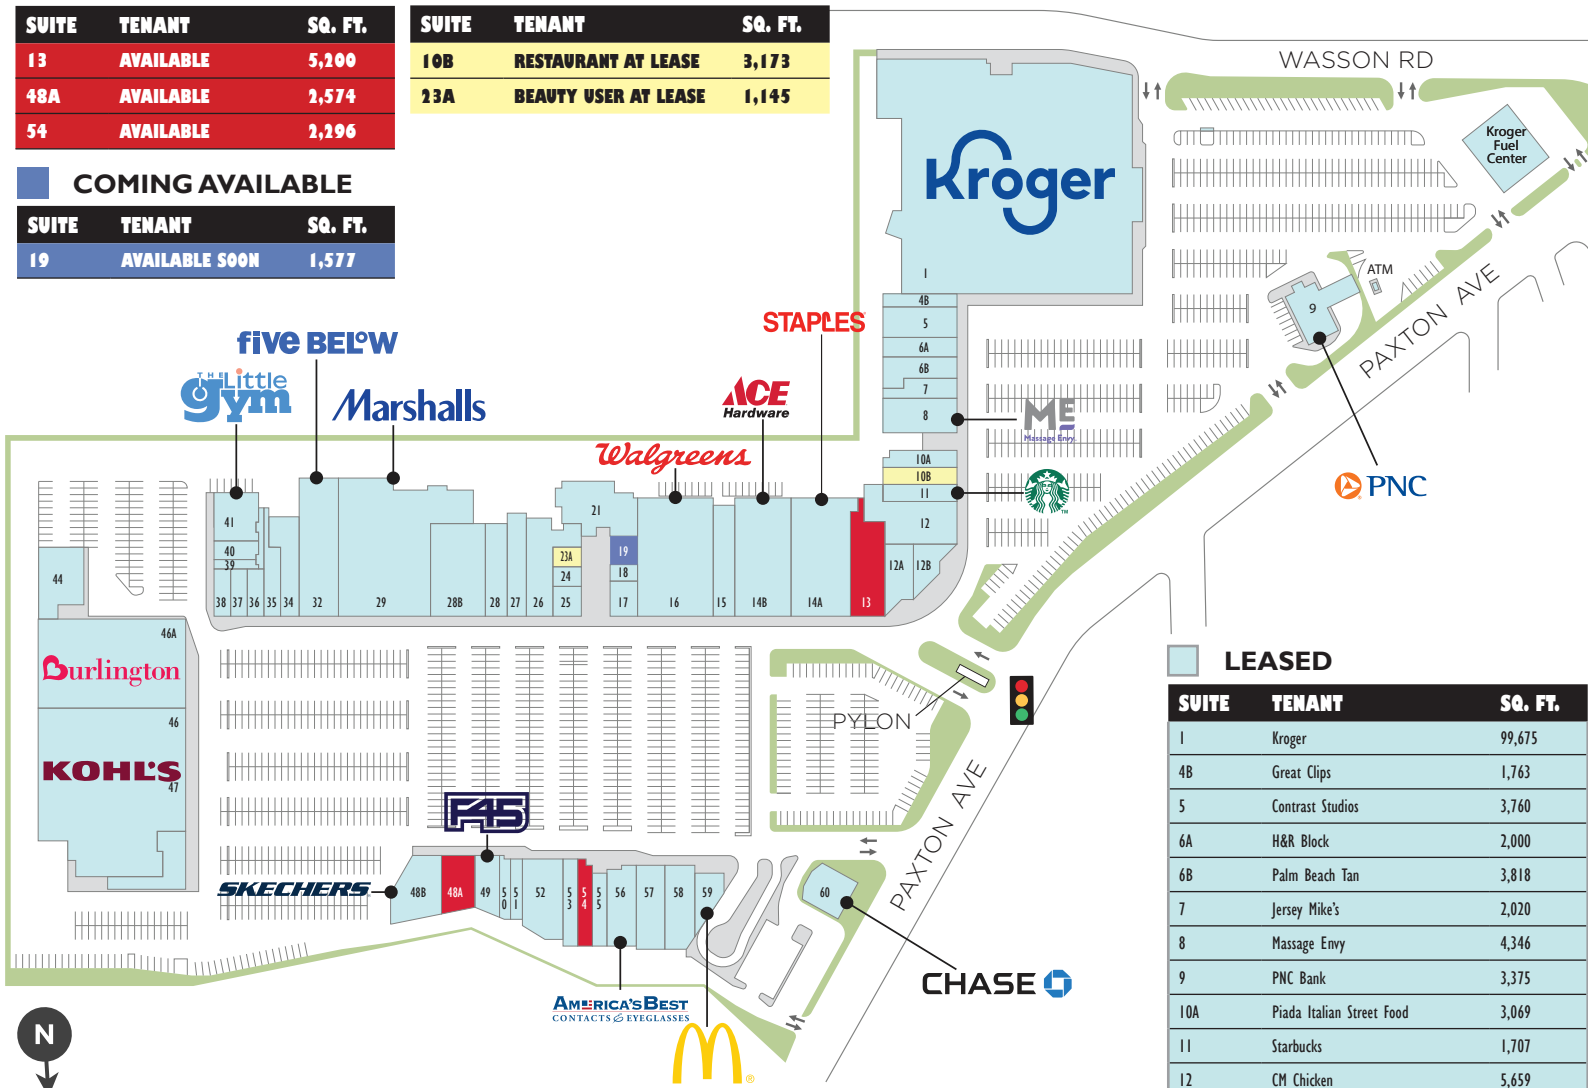 SUITE TENANT SQ. FT.
13 AVAILABLE 5,200
48A AVAILABLE 2,574
54 AVAILABLE 2,296
SUITE TENANT SQ. FT.
10B RESTAURANT AT LEASE 3,173
23A BEAUTY USER AT LEASE 1,145
COMING AVAILABLE
SUITE TENANT SQ. FT.
19 AVAILABLE SOON 1,577
WASSON RD
Kroger
Fuel
Center
Kroger
1
4B
5
6A
6B
7
8
ATM
9
PAXTON AVE
PNC
STAPLES
five BEL°W
THE Little
gym
Marshalls
ACE
Hardware
Walgreens
ME
Massage Envy
10A
10B
11
12
12A
12B
TM
41
40
39
38
37
36
35
34
32
29
28B
28
27
26
25
24
23A
21
19
18
17
16
15
14B
14A
13
44
46A
Burlington
46
KOHL'S
47
PYLON
F45
SKECHERS
48B
48A
49
50
51
52
53
54
55
56
57
58
59
60
PAXTON AVE
CHASE
AMERICA'S BEST
CONTACTS & EYEGLASSES
®
N
LEASED
SUITE TENANT SQ. FT.
1 Kroger 99,675
4B Great Clips 1,763
5 Contrast Studios 3,760
6A H&R Block 2,000
6B Palm Beach Tan 3,818
7 Jersey Mike's 2,020
8 Massage Envy 4,346
9 PNC Bank 3,375
10A Piada Italian Street Food 3,069
11 Starbucks 1,707
12 CM Chicken 5,659